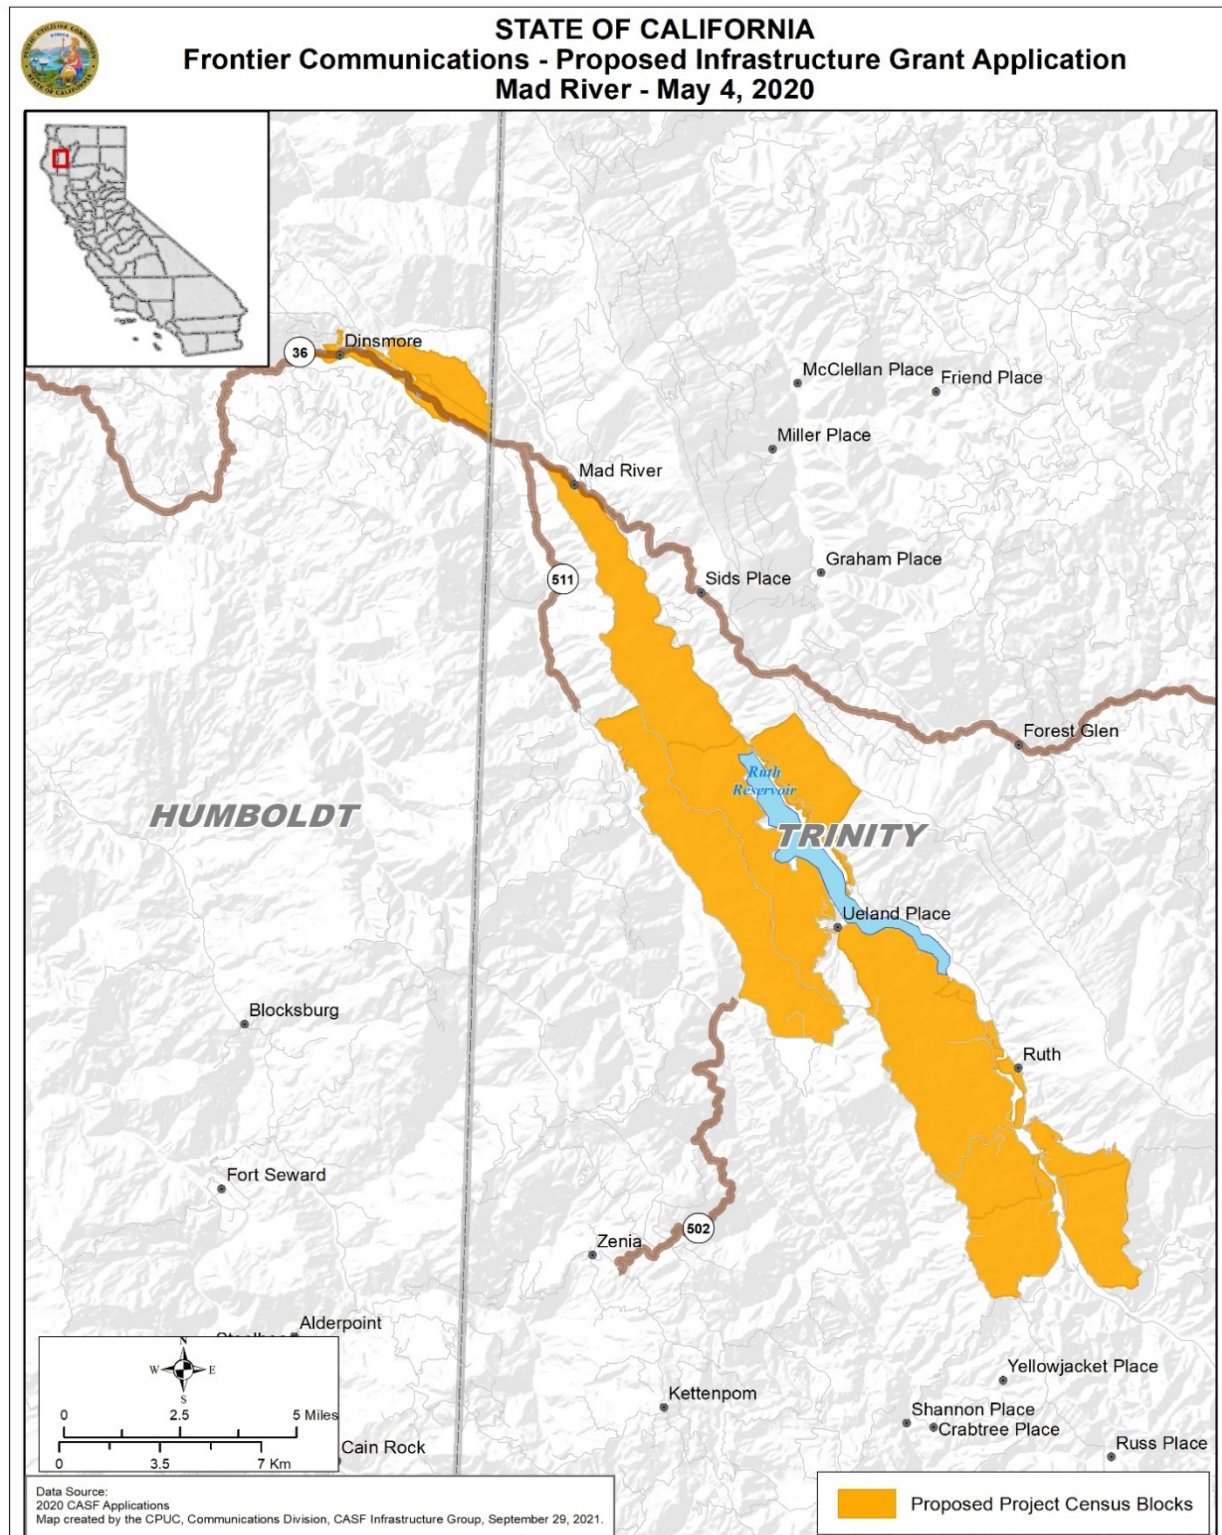 STATE OF CALIFORNIA
Frontier Communications - Proposed Infrastructure Grant Application
Mad River - May 4, 2020
36
Dinsmore
McClellan Place
Friend Place
Miller Place
Mad River
Graham Place
Sids Place
511
Forest Glen
Ruth
Reservoir
HUMBOLDT
TRINITY
Ueland Place
Blocksburg
Ruth
Fort Seward
502
Zenia
Alderpoint
N
W E
S
Yellowjacket Place
Kettenpom
Shannon Place
Crabtree Place
0 2.5 5 Miles
Cain Rock
Russ Place
0 3.5 7 Km
Data Source:
2020 CASF Applications
Map created by the CPUC, Communications Division, CASF Infrastructure Group, September 29, 2021.
Proposed Project Census Blocks